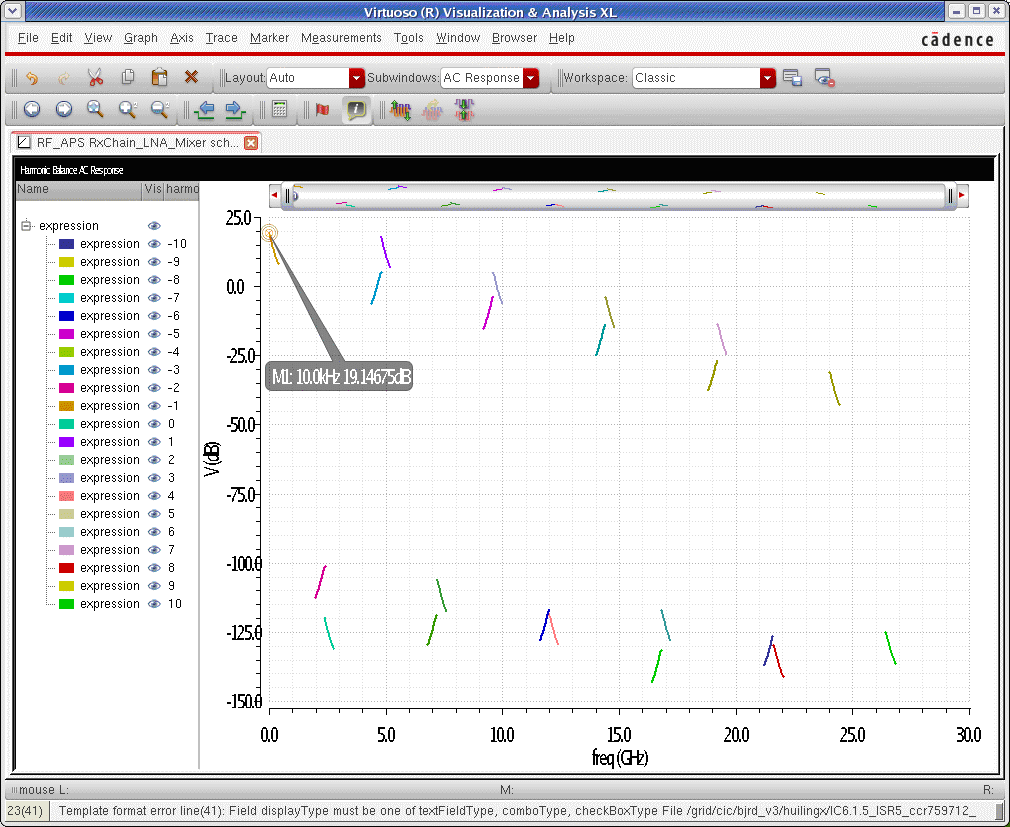 Virtuoso (R) Visualization & Analysis XL
File Edit View Graph Axis Trace Marker Measurements Tools Window Browser Help
cādence
Layout: Auto Subwindows: AC Response Workspace: Classic
RF_APS RxChain_LNA_Mixer sch...
Harmonic Balance AC Response
Name Vis harmo
expression
expression -10
expression -9
expression -8
expression -7
expression -6
expression -5
expression -4
expression -3
expression -2
expression -1
expression 0
expression 1
expression 2
expression 3
expression 4
expression 5
expression 6
expression 7
expression 8
expression 9
expression 10
25.0
0.0
-25.0
-50.0
-75.0
-100.0
-125.0
-150.0
V (dB)
M1: 10.0kHz 19.14675dB
0.0 5.0 10.0 15.0 20.0 25.0 30.0
freq (GHz)
mouse L: M: R:
23(41) Template format error line(41): Field displayType must be one of textFieldType, comboType, checkBoxType File /grid/cic/bjrd_v3/huilingx/IC6.1.5_ISR5_ccr759712_